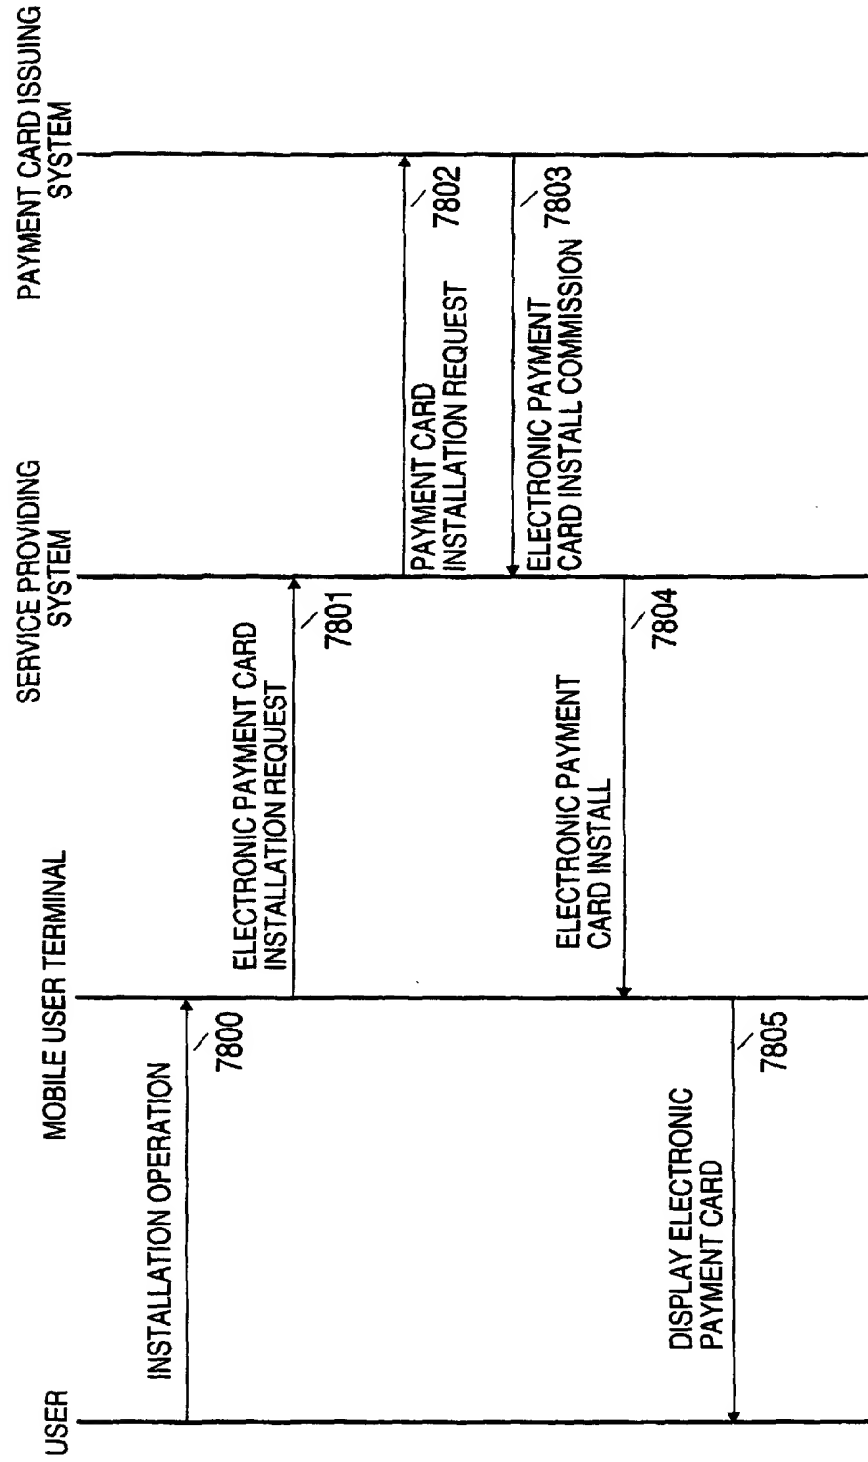 USER
MOBILE USER TERMINAL
SERVICE PROVIDING
SYSTEM
PAYMENT CARD ISSUING
SYSTEM
INSTALLATION OPERATION
7800
ELECTRONIC PAYMENT CARD
INSTALLATION REQUEST
7801
PAYMENT CARD
INSTALLATION REQUEST
7802
ELECTRONIC PAYMENT
CARD INSTALL COMMISSION
7803
ELECTRONIC PAYMENT
CARD INSTALL
7804
DISPLAY ELECTRONIC
PAYMENT CARD
7805